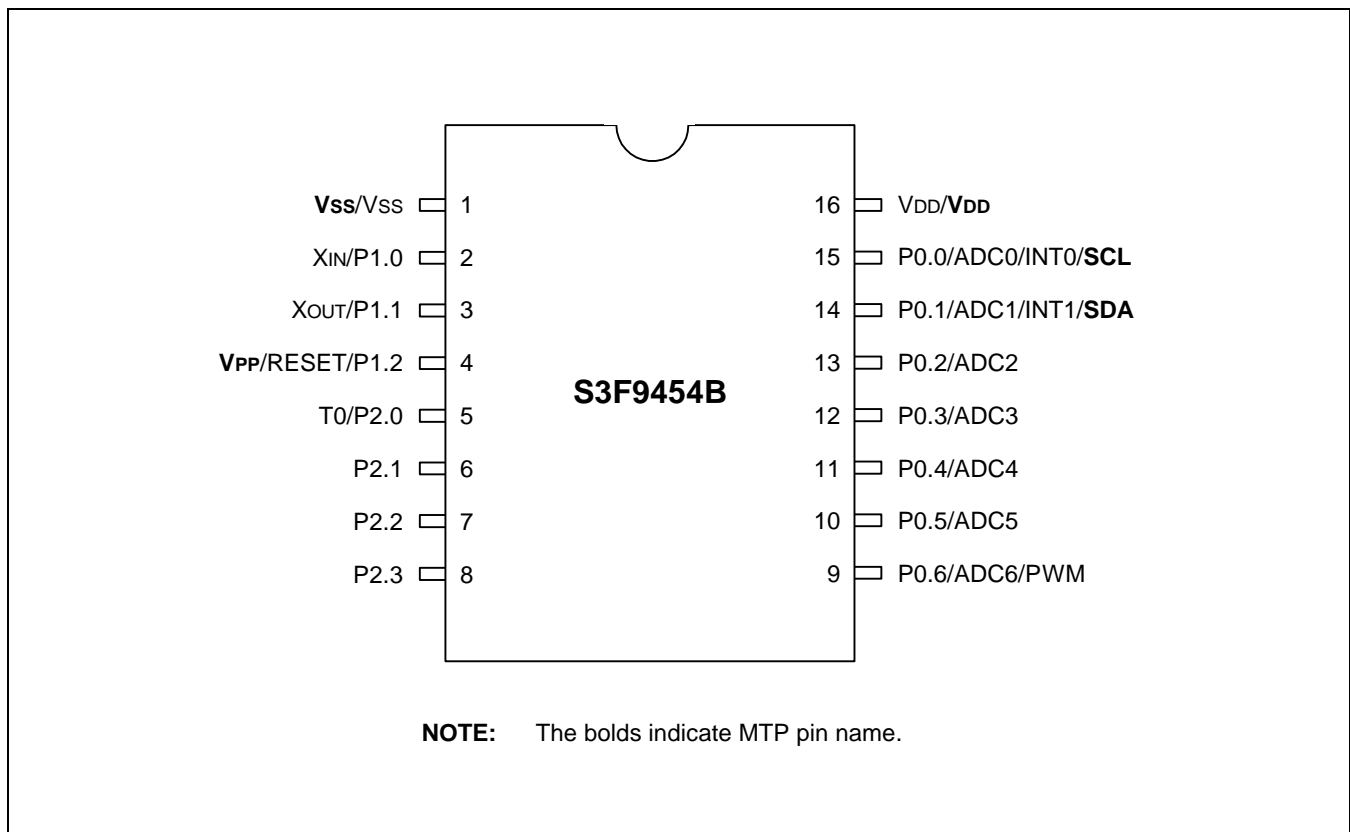 Vss/Vss 1
XIN/P1.0 2
XOUT/P1.1 3
VPP/RESET/P1.2 4
T0/P2.0 5
P2.1 6
P2.2 7
P2.3 8
S3F9454B
16 VDD/VDD
15 P0.0/ADC0/INT0/SCL
14 P0.1/ADC1/INT1/SDA
13 P0.2/ADC2
12 P0.3/ADC3
11 P0.4/ADC4
10 P0.5/ADC5
9 P0.6/ADC6/PWM
NOTE: The bolds indicate MTP pin name.